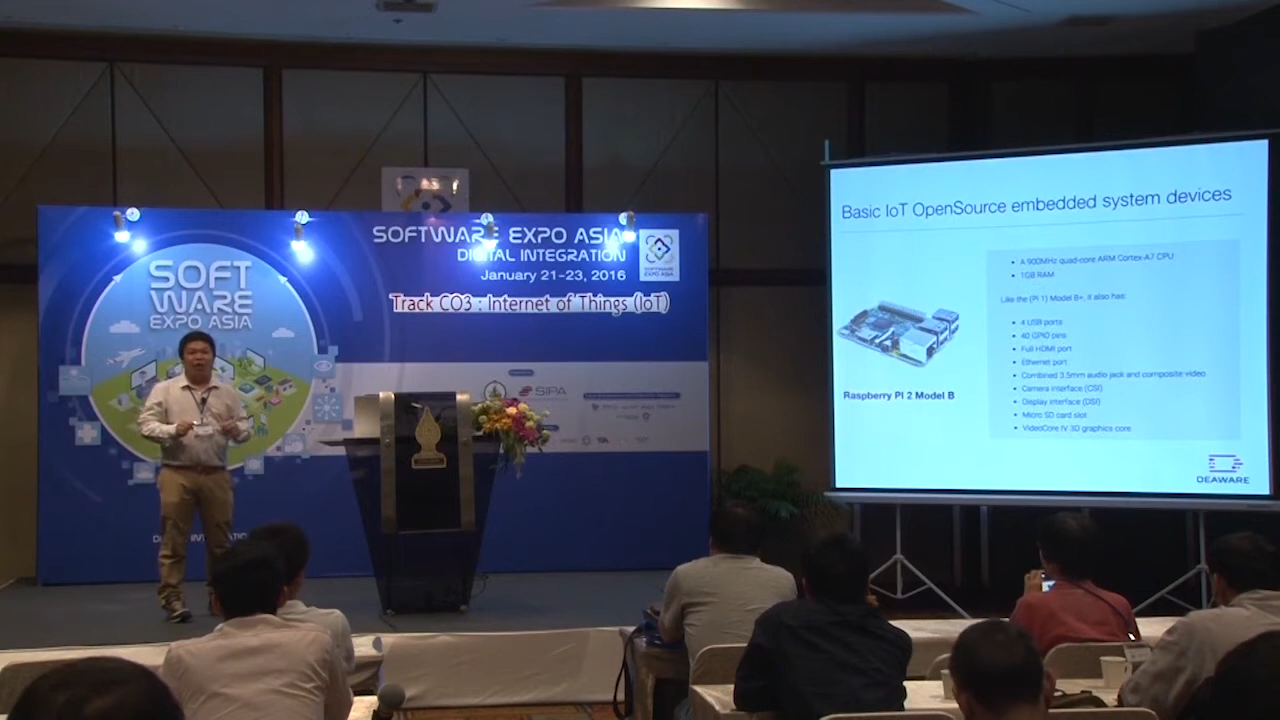 SOFTWARE EXPO ASIA
DIGITAL INTEGRATION
January 21-23, 2016
Track CO3 : Internet of Things (IoT)
SOFTWARE
EXPO ASIA
SOFT
WARE
EXPO ASIA
SIPA
Basic IoT OpenSource embedded system devices
• A 900MHz quad-core ARM Cortex-A7 CPU
• 1GB RAM
Like the (Pi 1) Model B+, it also has:
• 4 USB ports
• 40 GPIO pins
• Full HDMI port
• Ethernet port
• Combined 3.5mm audio jack and composite video
• Camera interface (CSI)
• Display interface (DSI)
• Micro SD card slot
• VideoCore IV 3D graphics core
Raspberry PI 2 Model B
DEAWARE